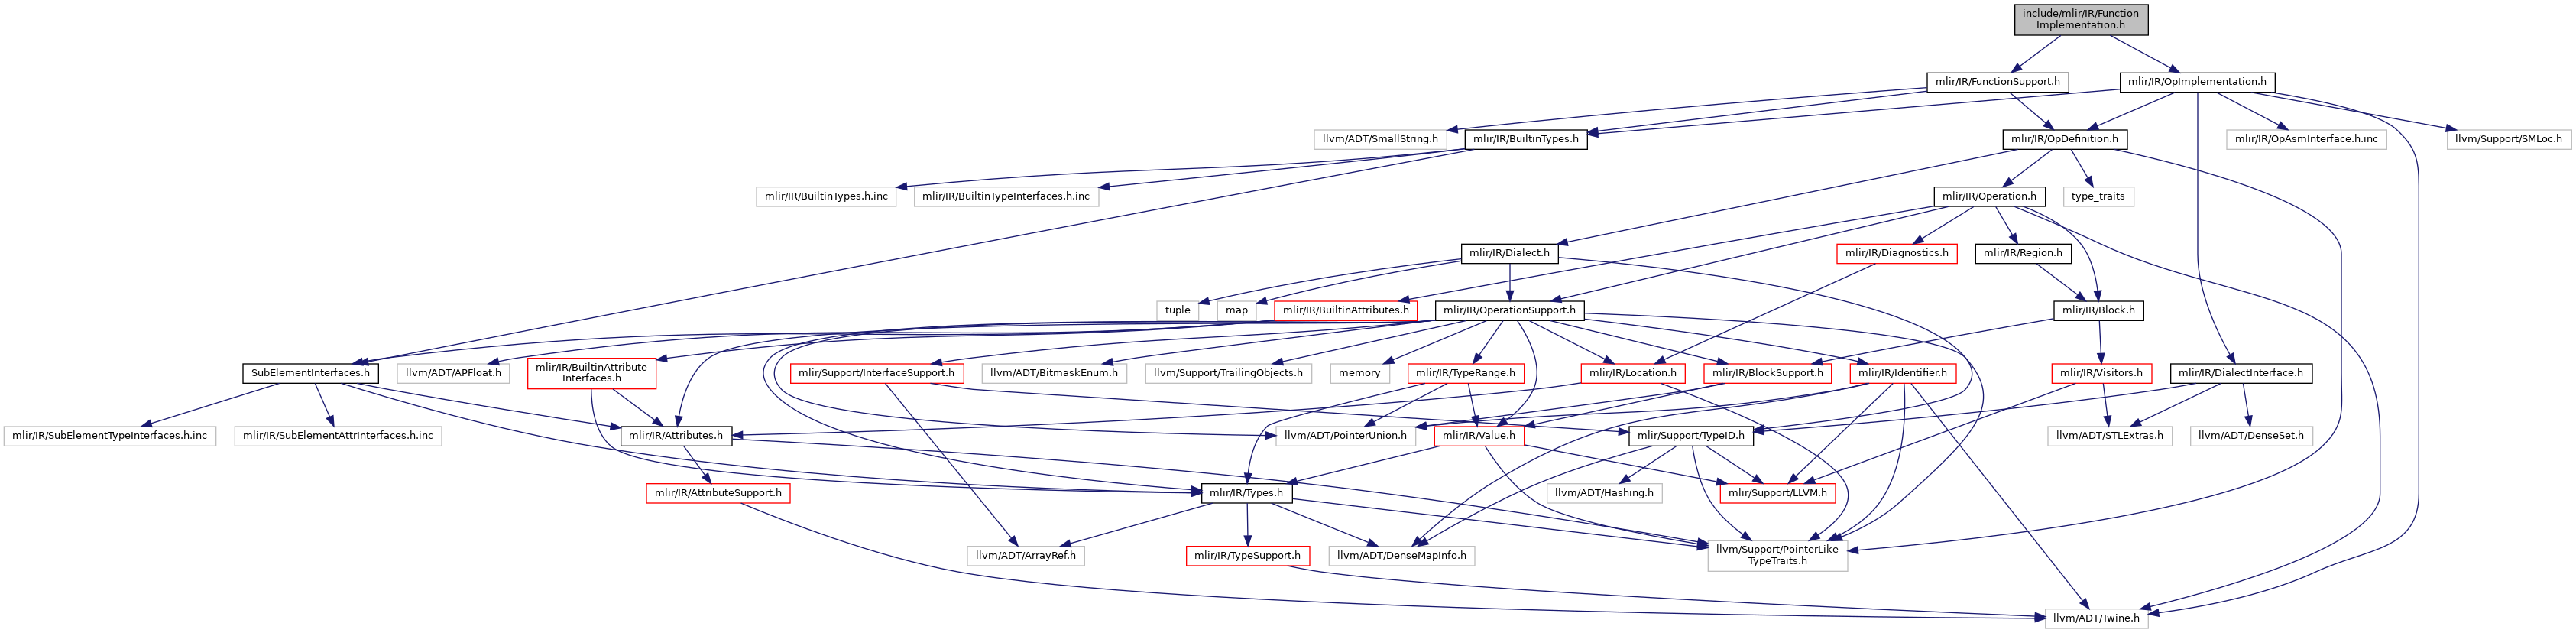 include/mlir/IR/Function
Implementation.h
mlir/IR/FunctionSupport.h
mlir/IR/OpImplementation.h
llvm/ADT/SmallString.h
mlir/IR/BuiltinTypes.h
mlir/IR/OpDefinition.h
mlir/IR/OpAsmInterface.h.inc
llvm/Support/SMLoc.h
mlir/IR/BuiltinTypes.h.inc
mlir/IR/BuiltinTypeInterfaces.h.inc
mlir/IR/Operation.h
type_traits
mlir/IR/Dialect.h
mlir/IR/Diagnostics.h
mlir/IR/Region.h
tuple
map
mlir/IR/BuiltinAttributes.h
mlir/IR/OperationSupport.h
mlir/IR/Block.h
SubElementInterfaces.h
llvm/ADT/APFloat.h
mlir/IR/BuiltinAttribute
Interfaces.h
mlir/Support/InterfaceSupport.h
llvm/ADT/BitmaskEnum.h
llvm/Support/TrailingObjects.h
memory
mlir/IR/TypeRange.h
mlir/IR/Location.h
mlir/IR/BlockSupport.h
mlir/IR/Identifier.h
mlir/IR/Visitors.h
mlir/IR/DialectInterface.h
mlir/IR/SubElementTypeInterfaces.h.inc
mlir/IR/SubElementAttrInterfaces.h.inc
mlir/IR/Attributes.h
llvm/ADT/PointerUnion.h
mlir/IR/Value.h
mlir/Support/TypeID.h
llvm/ADT/STLExtras.h
llvm/ADT/DenseSet.h
mlir/IR/AttributeSupport.h
mlir/IR/Types.h
llvm/ADT/Hashing.h
mlir/Support/LLVM.h
llvm/ADT/ArrayRef.h
mlir/IR/TypeSupport.h
llvm/ADT/DenseMapInfo.h
llvm/Support/PointerLike
TypeTraits.h
llvm/ADT/Twine.h